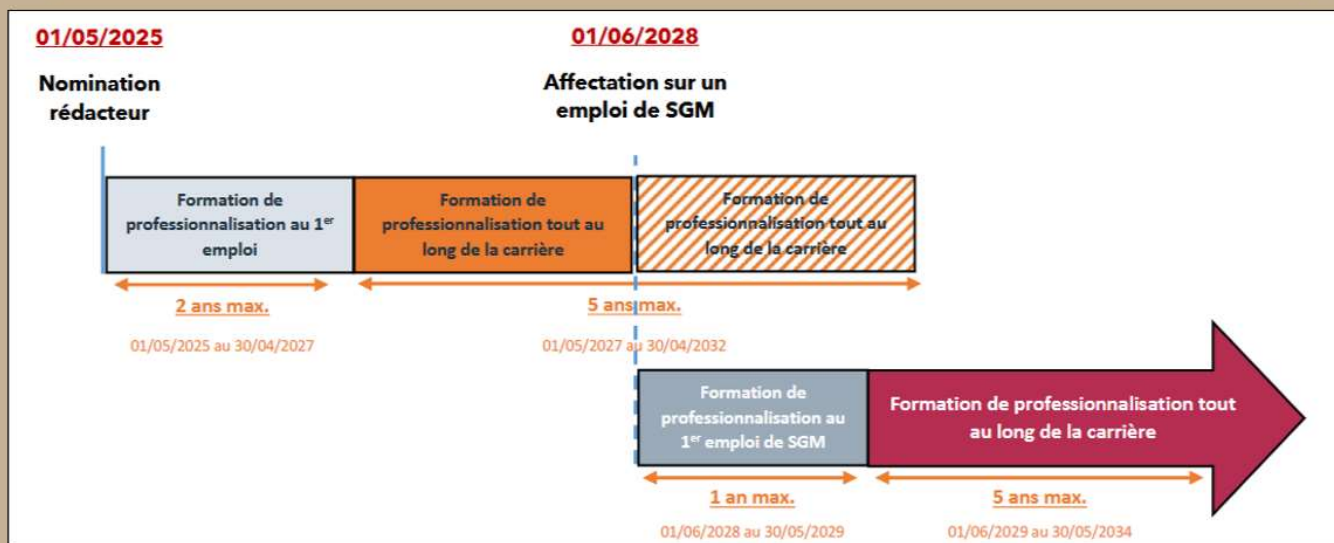 01/05/2025
Nomination
rédacteur
01/06/2028
Affectation sur un
emploi de SGM
Formation de
professionnalisation au 1er
emploi
Formation de
professionnalisation tout au
long de la carrière
Formation de
professionnalisation tout au
long de la carrière
2 ans max.
01/05/2025 au 30/04/2027
5 ans max.
01/05/2027 au 30/04/2032
Formation de
professionnalisation au
1er emploi de SGM
Formation de professionnalisation tout
au long de la carrière
1 an max.
01/06/2028 au 30/05/2029
5 ans max.
01/06/2029 au 30/05/2034